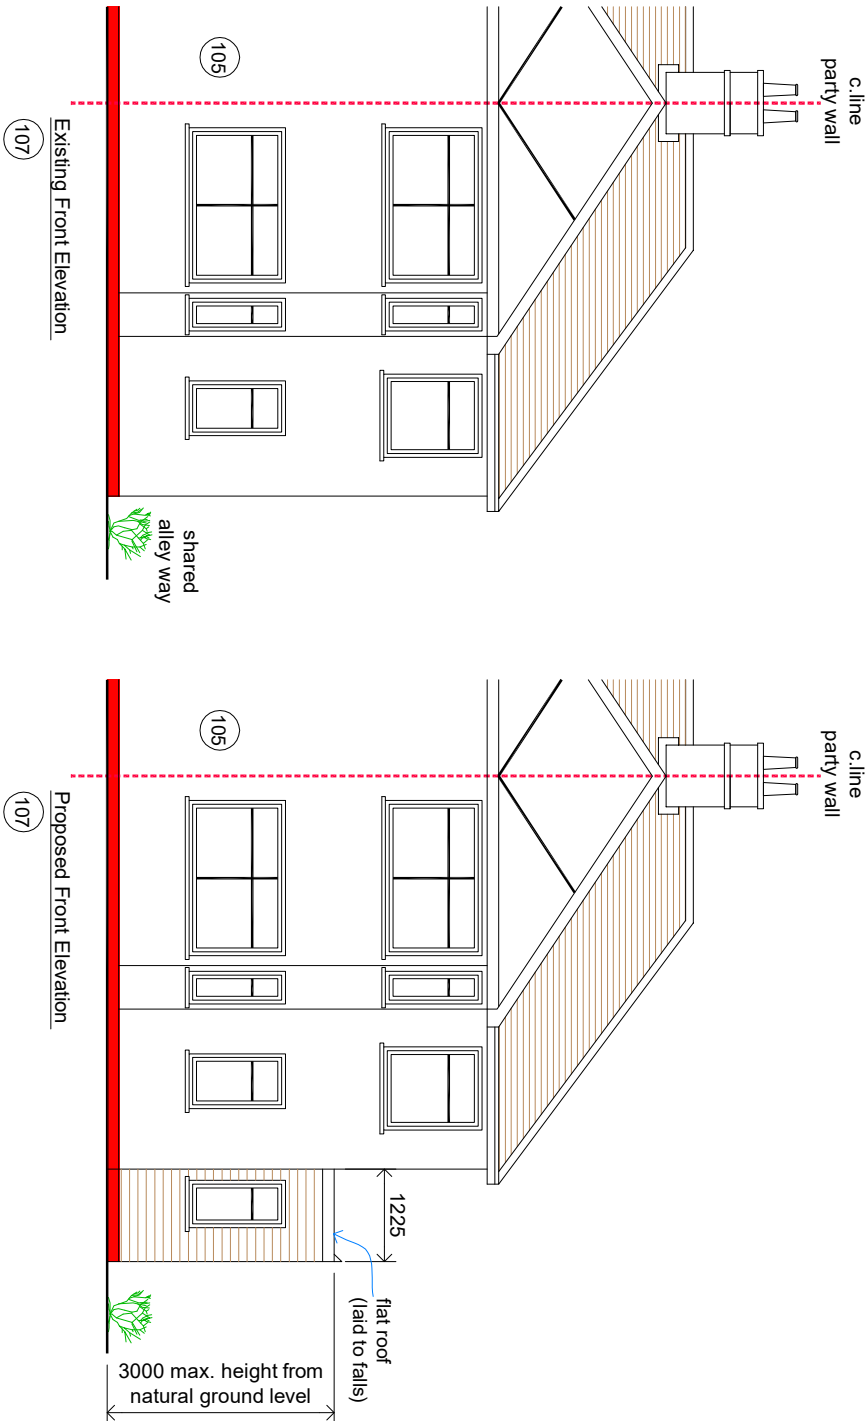 c.line
party wall
105
Existing Front Elevation
107
shared
alley way
c.line
party wall
105
Proposed Front Elevation
107
1225
flat roof
(laid to falls)
3000 max. height from
natural ground level